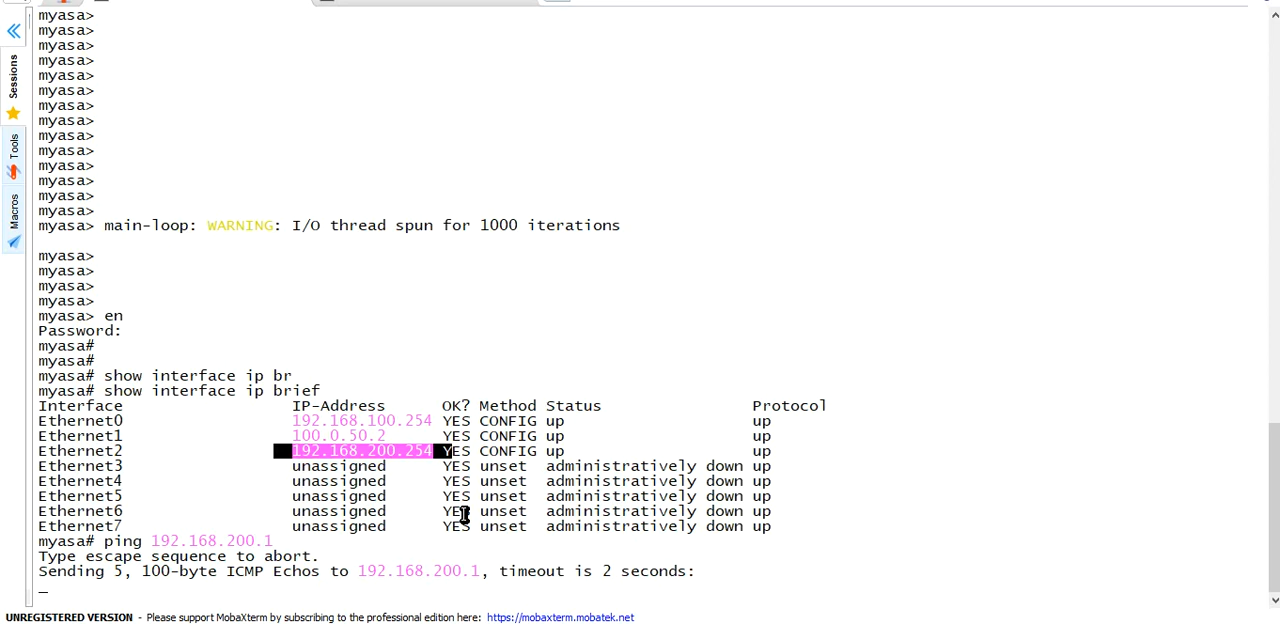 myasa>
myasa>
myasa>
myasa>
myasa>
myasa>
myasa>
myasa>
myasa>
myasa>
myasa>
myasa>
myasa>
myasa>
myasa> main-loop: WARNING: I/O thread spun for 1000 iterations
myasa>
myasa>
myasa>
myasa>
myasa> en
Password:
myasa#
myasa#
myasa# show interface ip br
myasa# show interface ip brief
Interface IP-Address OK? Method Status Protocol
Ethernet0 192.168.100.254 YES CONFIG up up
Ethernet1 100.0.50.2 YES CONFIG up up
Ethernet2 192.168.200.254 YES CONFIG up up
Ethernet3 unassigned YES unset administratively down up
Ethernet4 unassigned YES unset administratively down up
Ethernet5 unassigned YES unset administratively down up
Ethernet6 unassigned YES unset administratively down up
Ethernet7 unassigned YES unset administratively down up
myasa# ping 192.168.200.1
Type escape sequence to abort.
Sending 5, 100-byte ICMP Echos to 192.168.200.1, timeout is 2 seconds:
Sessions
Tools
Macros
UNREGISTERED VERSION - Please support MobaXterm by subscribing to the professional edition here: https://mobaxterm.mobatek.net